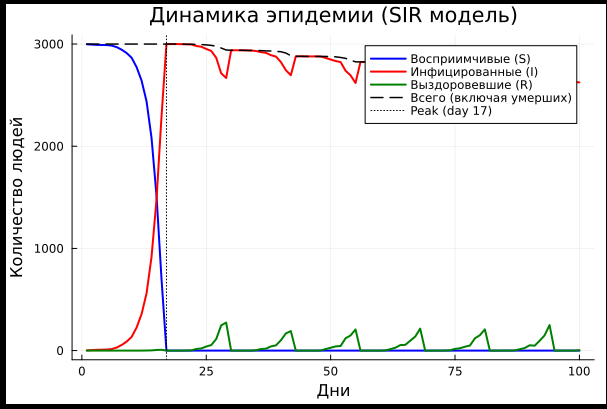 Динамика эпидемии (SIR модель)
Количество людей
3000
2000
1000
0
Восприимчивые (S)
Инфицированные (I)
Выздоровевшие (R)
Всего (включая умерших)
Peak (day 17)
0 25 50 75 100
Дни